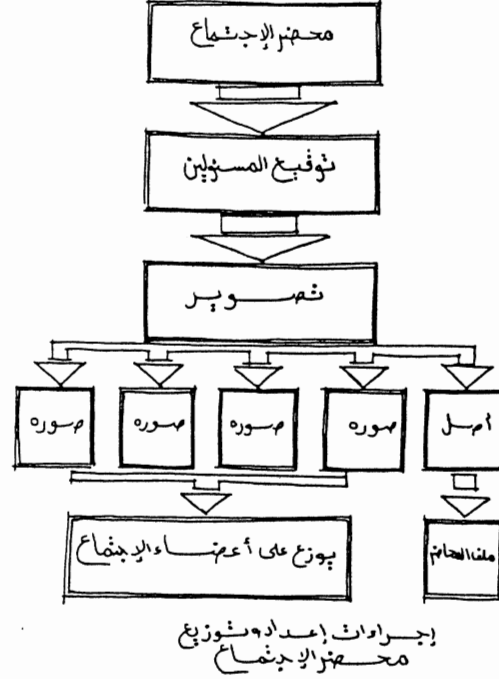 محضر الإجتماع
توقيع المسئولين
تصوير
أصل
صوره
صوره
صوره
صوره
ملف المحاضر
يوزع على أعضاء الإجتماع
إجراءات إعداد وتوزيع
محضر الإجتماع